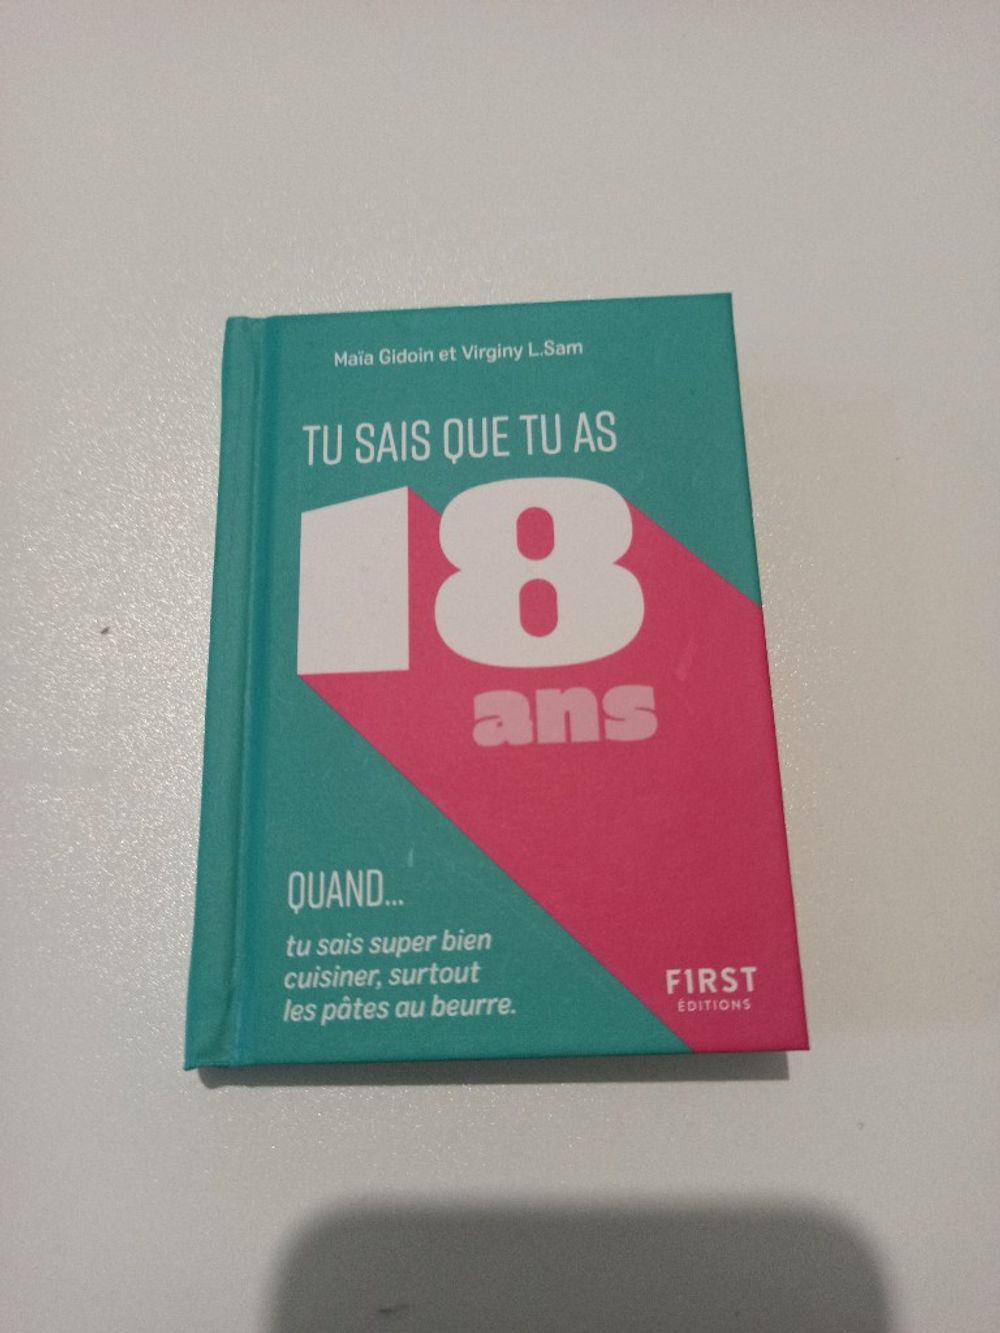 Maïa Gidoin et Virginy L.Sam
TU SAIS QUE TU AS
18
ans
QUAND...
tu sais super bien
cuisiner, surtout
les pâtes au beurre.
FIRST
ÉDITIONS